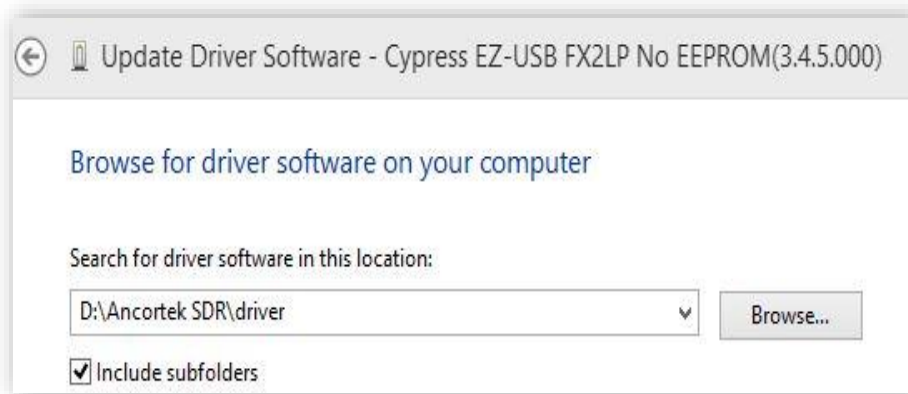 Update Driver Software - Cypress EZ-USB FX2LP No EEPROM(3.4.5.000)
Browse for driver software on your computer
Search for driver software in this location:
D:\Ancortek SDR\driver
Browse...
Include subfolders